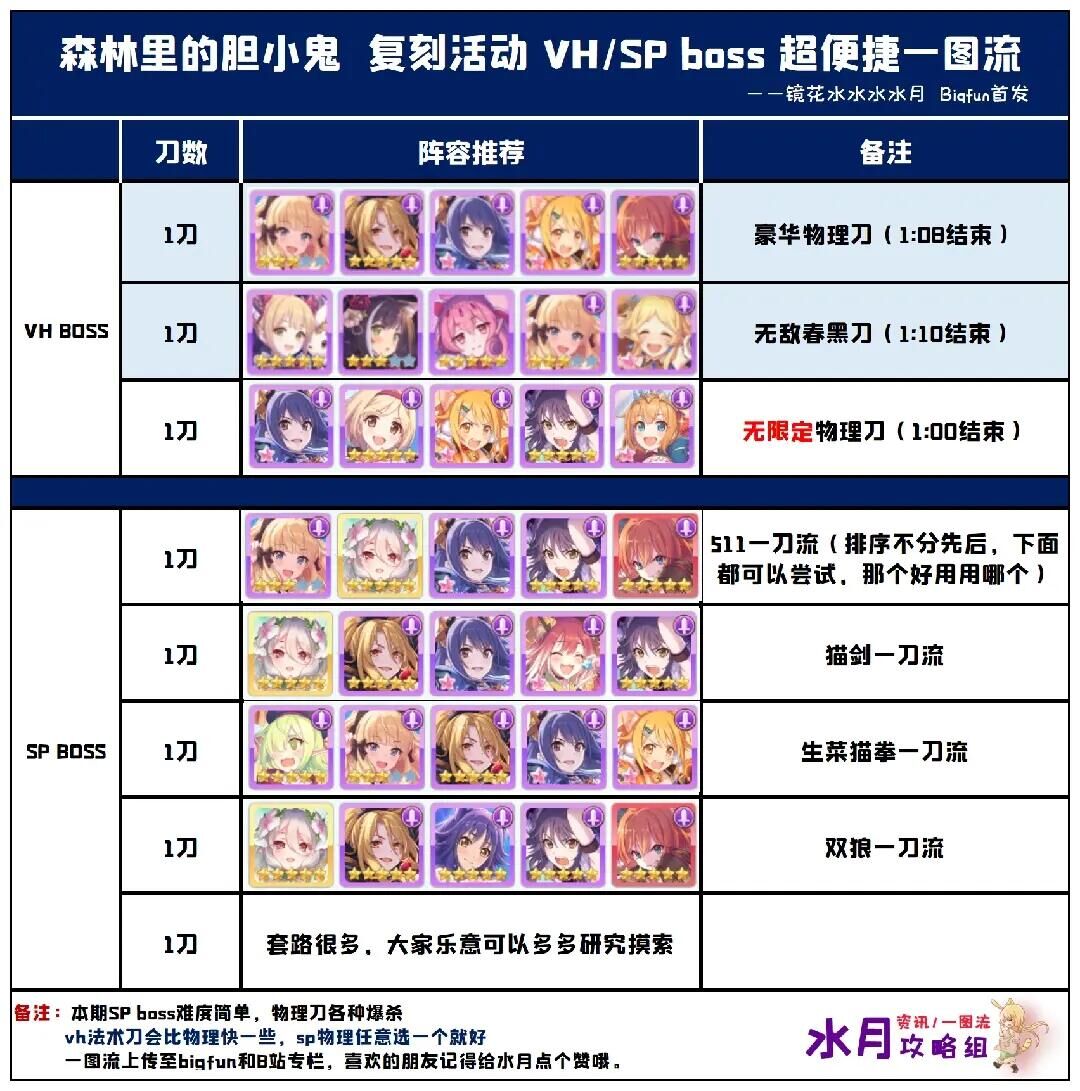 森林里的胆小鬼 复刻活动 VH/SP boss 超便捷一图流
——镜花水水水水月 Bigfun首发
刀数
阵容推荐
备注
VH BOSS
1刀
豪华物理刀（1:08结束）
1刀
无敌春黑刀（1:10结束）
1刀
无限定物理刀（1:00结束）
SP BOSS
1刀
511一刀流（排序不分先后，下面
都可以尝试，那个好用用哪个）
1刀
猫剑一刀流
1刀
生菜猫拳一刀流
1刀
双狼一刀流
1刀
套路很多，大家乐意可以多多研究摸索
备注：本期SP boss难度简单，物理刀各种爆杀
vh法术刀会比物理快一些，sp物理任意选一个就好
一图流上传至bigfun和B站专栏，喜欢的朋友记得给水月点个赞哦。
水月 资讯/一图流
攻略组